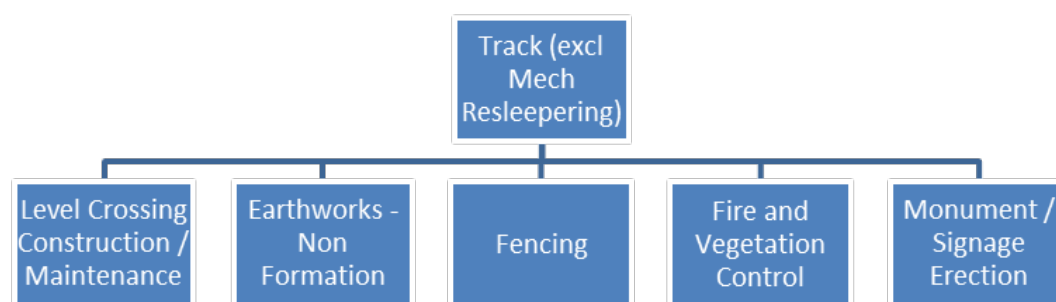 Track (excl
Mech
Resleepering)
Level Crossing
Construction /
Maintenance
Earthworks -
Non
Formation
Fencing
Fire and
Vegetation
Control
Monument /
Signage
Erection